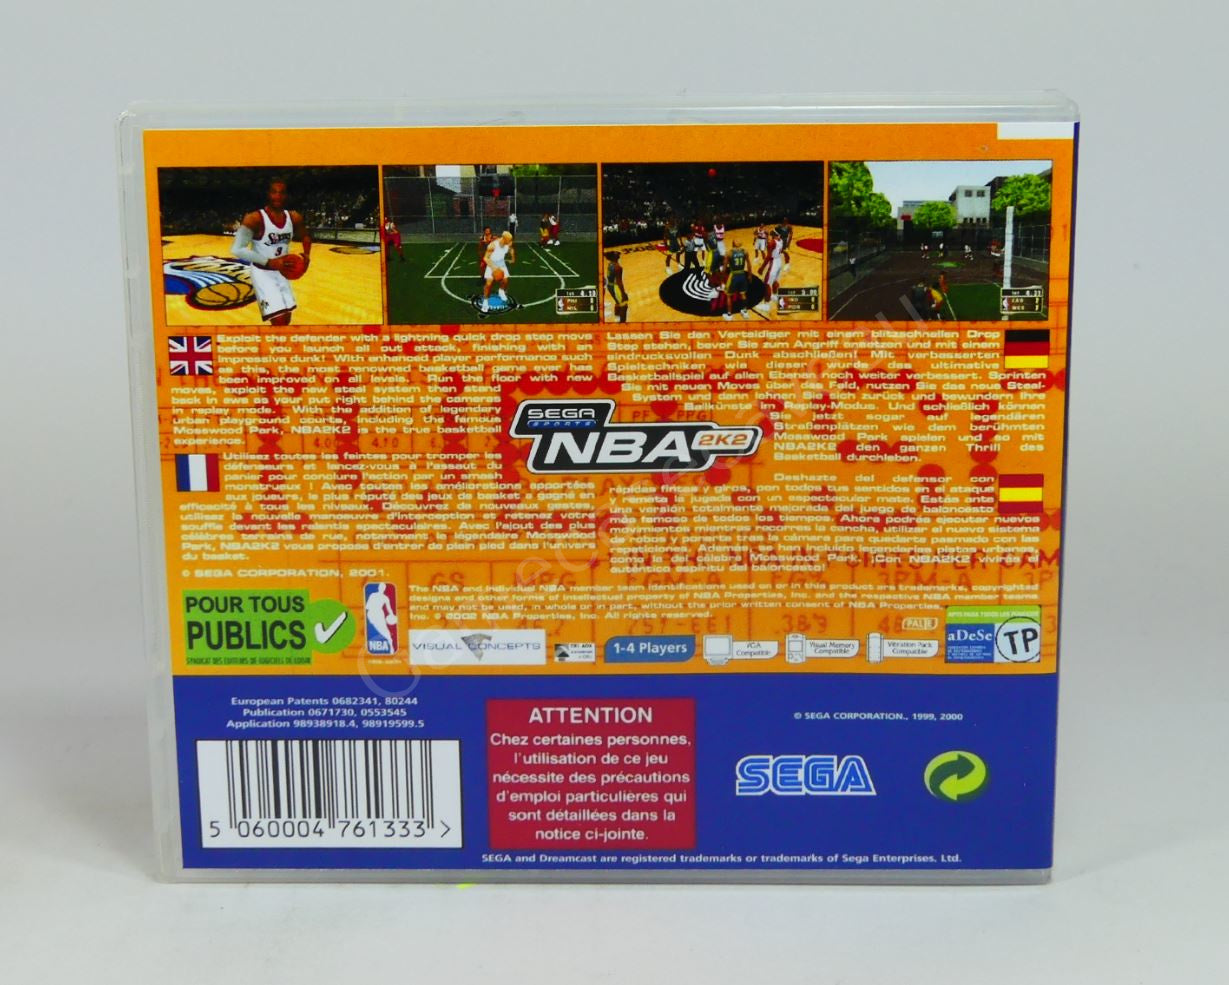 Exploit the defender with a lightning quick drop step move
before you launch all out attack, finishing with an
impressive dunk! With enhanced player performance such
as this, the most renowned basketball game ever has
been improved on all levels. Run the floor with new
moves, exploit the new steal system then stand
back in awe as your put right behind the cameras
in replay mode. With the addition of legendary
urban playground courts, including the famous
Mosswood Park, NBA2K2 is the true basketball
experience.
Lassen Sie den Verteidiger mit einem blitzschnellen Drop
Step stehen, bevor Sie zum Angriff ansetzen und mit einem
eindrucksvollen Dunk abschließen! Mit verbesserten
Spieltechniken wie dieser wurde das ultimative
Basketballspiel auf allen Ebenen noch weiter verbessert. Sprinten
Sie mit neuen Moves über das Feld, nutzen Sie das neue Steal-
System und dann lehnen Sie sich zurück und bewundern Ihre
Ballkünste im Replay-Modus. Und schließlich können
Sie jetzt sogar auf legendären
Straßenplätzen wie dem berühmten
Mosswood Park spielen und so mit
NBA2K2 den ganzen Thrill des
Basketball durchleben.
SEGA
SPORTS
NBA 2K2
Utilisez toutes les feintes pour tromper les
défenseurs et lancez-vous à l'assaut du
panier pour conclure l'action par un smash
monstrueux ! Avec toutes les améliorations apportées
aux joueurs, le plus réputé des jeux de basket a gagné en
efficacité à tous les niveaux. Découvrez de nouveaux gestes,
utilisez la nouvelle manoeuvre d'interception et retenez votre
souffle devant les ralentis spectaculaires. Avec l'ajout des plus
célèbres terrains de rue, notamment le légendaire Mosswood
Park, NBA2K2 vous propose d'entrer de plain pied dans l'univers
du basket.
Deshazte del defensor con
rápidas fintas y giros, pon todos tus sentidos en el ataque
y remata la jugada con un espectacular mate. Estás ante
una versión totalmente mejorada del juego de baloncesto
más famoso de todos los tiempos. Ahora podrás ejecutar nuevos
movimientos mientras recorres la cancha, utilizar el nuevo sistema
de robos y ponerte tras la cámara para quedarte pasmado con las
repeticiones. Además, se han incluido legendarias pistas urbanas,
como la del célebre Mosswood Park. ¡Con NBA2K2 vivirás el
auténtico espíritu del baloncesto!
© SEGA CORPORATION, 2001.
The NBA and individual NBA member team identifications used on or in this product are trademarks, copyrighted
designs and other forms of intellectual property of NBA Properties, Inc. and the respective NBA member teams
and may not be used, in whole or in part, without the prior written consent of NBA Properties,
Inc. © 2002 NBA Properties, Inc. All rights reserved.
PAL E
POUR TOUS
PUBLICS
SYNDICAT DES EDITEURS DE LOGICIELS DE LOISIR
NBA
VISUAL CONCEPTS
1-4 Players
VGA
Compatible
Visual Memory
Compatible
Vibration Pack
Compatible
APTO PARA TODOS LOS PUBLICOS
aDeSe
TP
European Patents 0682341, 80244
Publication 0671730, 0553545
Application 98938918.4, 98919599.5
5 060004 761333 >
ATTENTION
Chez certaines personnes,
l'utilisation de ce jeu
nécessite des précautions
d'emploi particulières qui
sont détaillées dans la
notice ci-jointe.
© SEGA CORPORATION., 1999, 2000
SEGA
SEGA and Dreamcast are registered trademarks or trademarks of Sega Enterprises, Ltd.